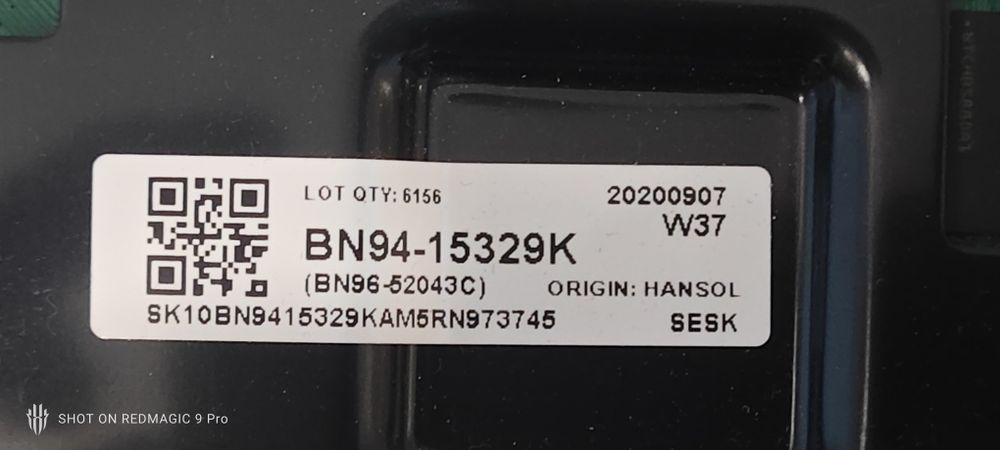 LOT QTY: 6156
20200907
W37
BN94-15329K
(BN96-52043C)
ORIGIN: HANSOL
SK10BN9415329KAM5RN973745
SESK
SHOT ON REDMAGIC 9 Pro